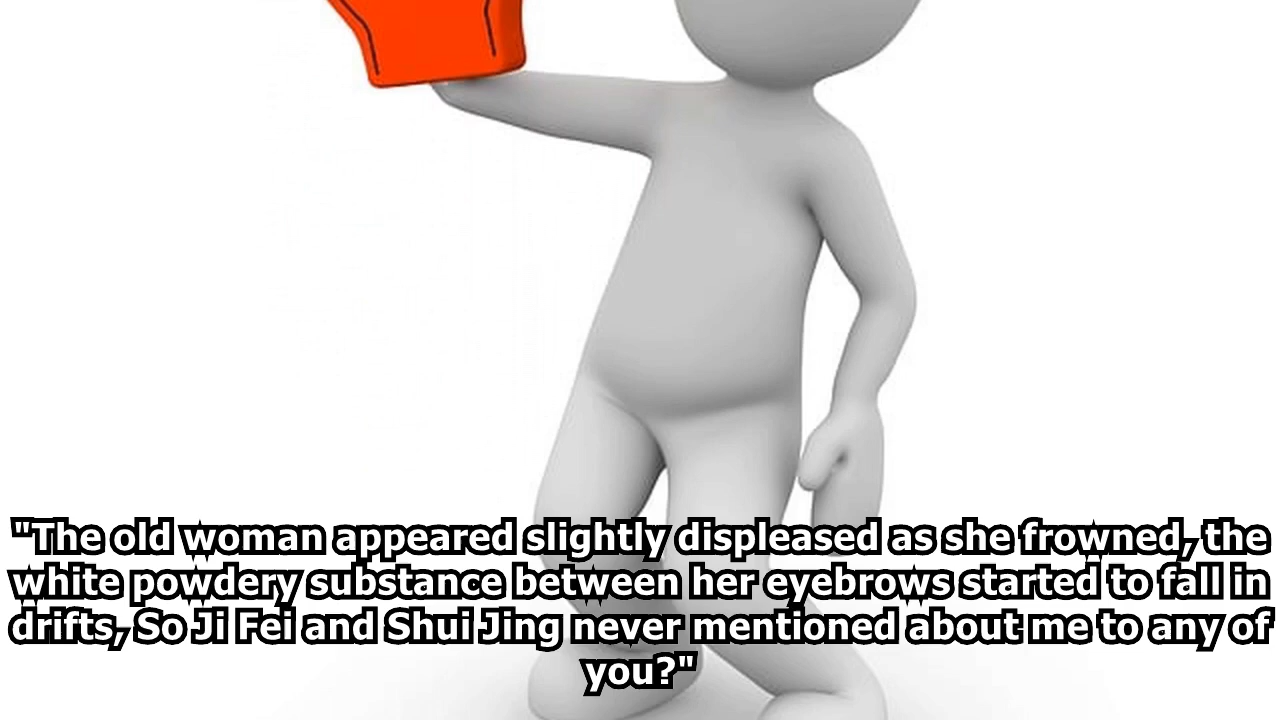 "The old woman appeared slightly displeased as she frowned, the
white powdery substance between her eyebrows started to fall in
drifts, So Ji Fei and Shui Jing never mentioned about me to any of
you?"